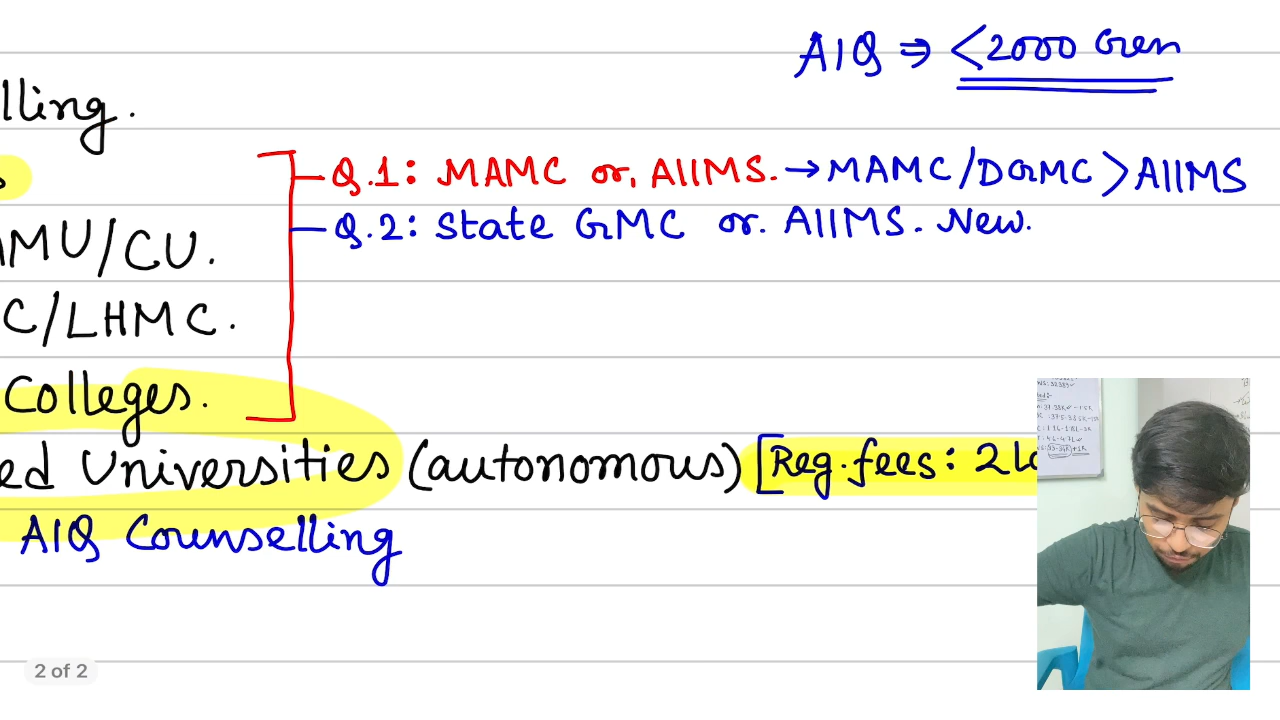 AIQ ⇒ <2000 Gen
lling.
Q.1: MAMC or, AIIMS. → MAMC/DGMC > AIIMS
Q.2: State GMC or. AIIMS. New.
MU/CU.
C/LHMC.
Colleges.
ed Universities (autonomous) [Reg. fees: 2 L
AIQ Counselling
2 of 2